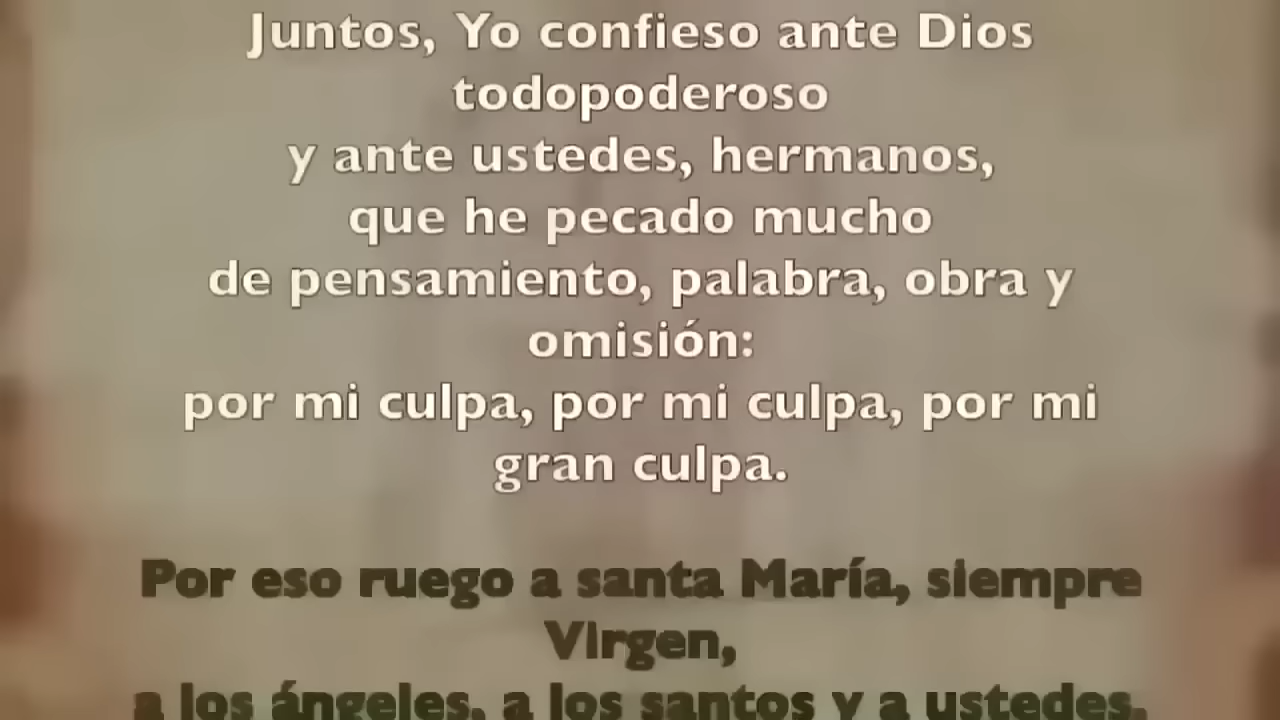 Juntos, Yo confieso ante Dios
todopoderoso
y ante ustedes, hermanos,
que he pecado mucho
de pensamiento, palabra, obra y
omisión:
por mi culpa, por mi culpa, por mi
gran culpa.
Por eso ruego a santa María, siempre
Virgen,
a los ángeles, a los santos y a ustedes,